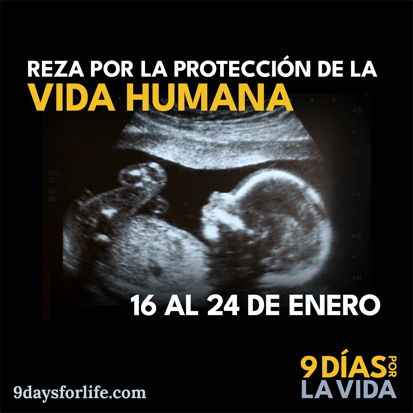 REZA POR LA PROTECCIÓN DE LA
VIDA HUMANA
16 AL 24 DE ENERO
9 DÍAS POR
LA VIDA
9daysforlife.com